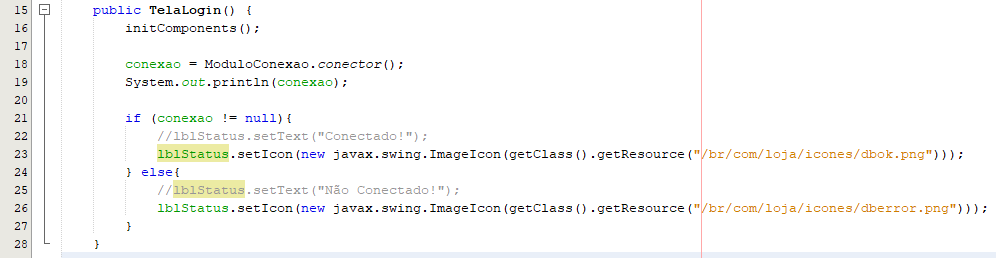 15 public TelaLogin() {
16 initComponents();
17
18 conexao = ModuloConexao.conector();
19 System.out.println(conexao);
20
21 if (conexao != null){
22 //lblStatus.setText("Conectado!");
23 lblStatus.setIcon(new javax.swing.ImageIcon(getClass().getResource("/br/com/loja/icones/dbok.png")));
24 } else{
25 //lblStatus.setText("Não Conectado!");
26 lblStatus.setIcon(new javax.swing.ImageIcon(getClass().getResource("/br/com/loja/icones/dberror.png")));
27 }
28 }